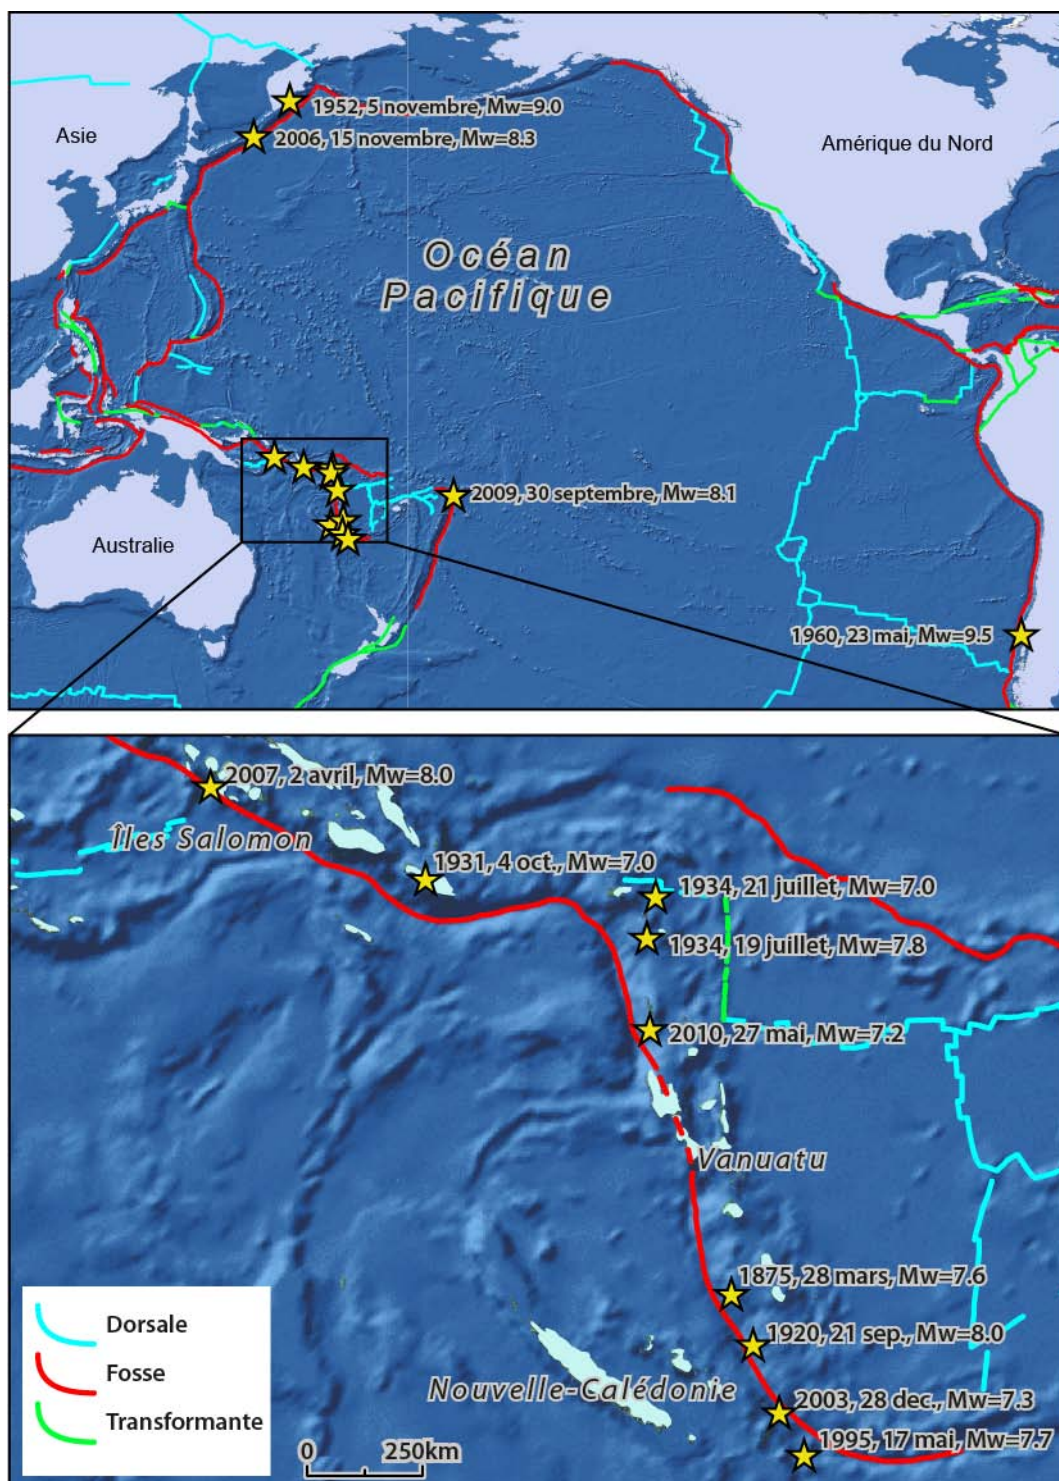 1952, 5 novembre, Mw=9.0
Asie
2006, 15 novembre, Mw=8.3
Amérique du Nord
Océan
Pacifique
2009, 30 septembre, Mw=8.1
Australie
1960, 23 mai, Mw=9.5
2007, 2 avril, Mw=8.0
Îles Salomon
1931, 4 oct., Mw=7.0
1934, 21 juillet, Mw=7.0
1934, 19 juillet, Mw=7.8
2010, 27 mai, Mw=7.2
Vanuatu
1875, 28 mars, Mw=7.6
1920, 21 sep., Mw=8.0
Nouvelle-Calédonie
2003, 28 dec., Mw=7.3
1995, 17 mai, Mw=7.7
Dorsale
Fosse
Transformante
0 250km